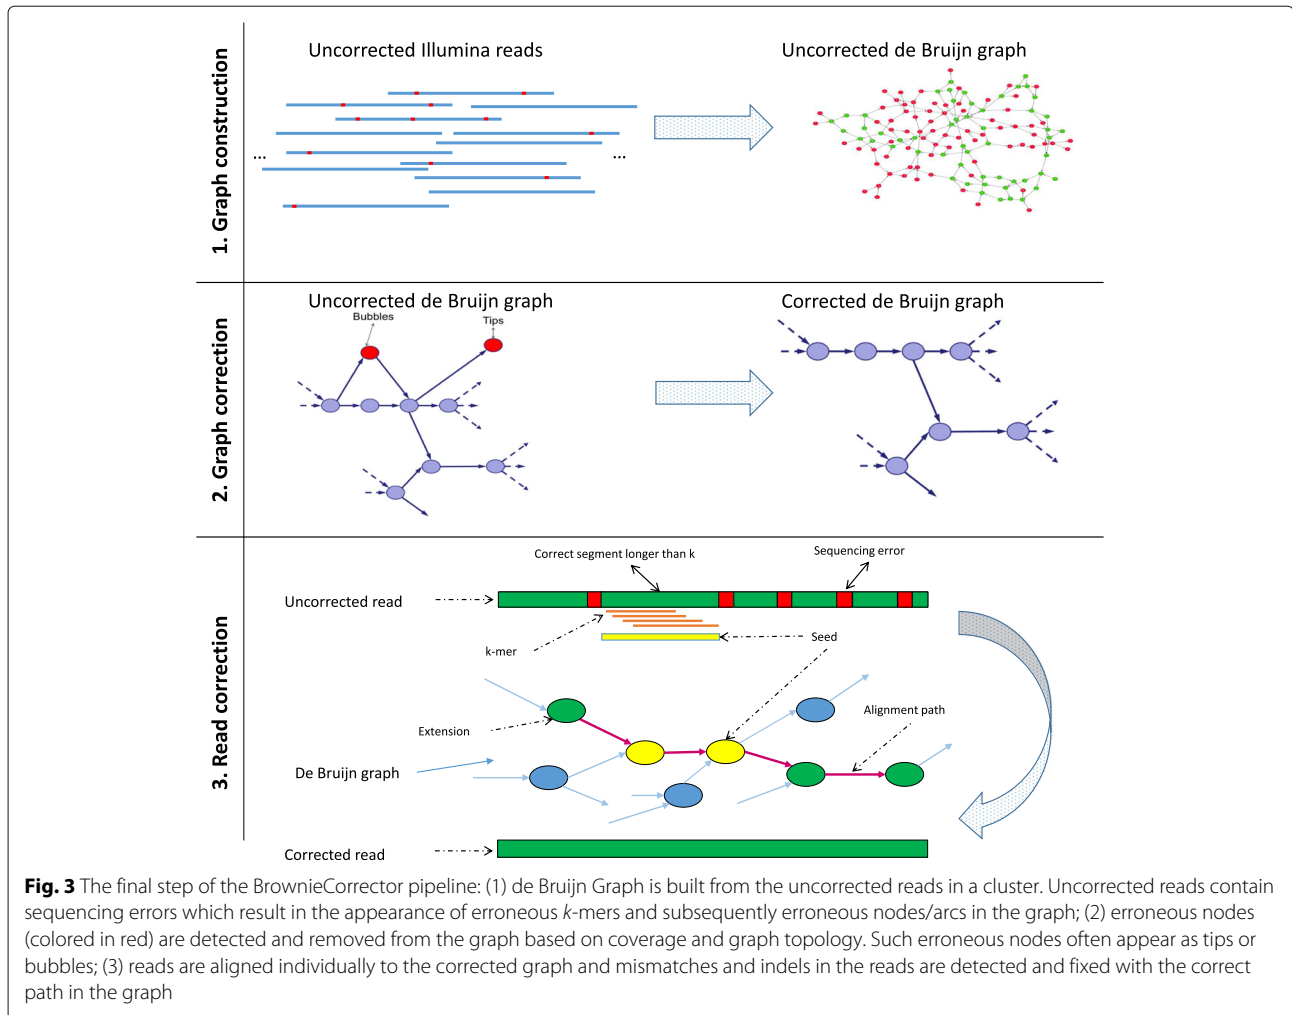 1. Graph construction
Uncorrected Illumina reads
Uncorrected de Bruijn graph
...
...
2. Graph correction
Uncorrected de Bruijn graph
Corrected de Bruijn graph
Bubbles
Tips
3. Read correction
Correct segment longer than k
Sequencing error
Uncorrected read
k-mer
Seed
Extension
Alignment path
De Bruijn graph
Corrected read
Fig. 3 The final step of the BrownieCorrector pipeline: (1) de Bruijn Graph is built from the uncorrected reads in a cluster. Uncorrected reads contain
sequencing errors which result in the appearance of erroneous k-mers and subsequently erroneous nodes/arcs in the graph; (2) erroneous nodes
(colored in red) are detected and removed from the graph based on coverage and graph topology. Such erroneous nodes often appear as tips or
bubbles; (3) reads are aligned individually to the corrected graph and mismatches and indels in the reads are detected and fixed with the correct
path in the graph